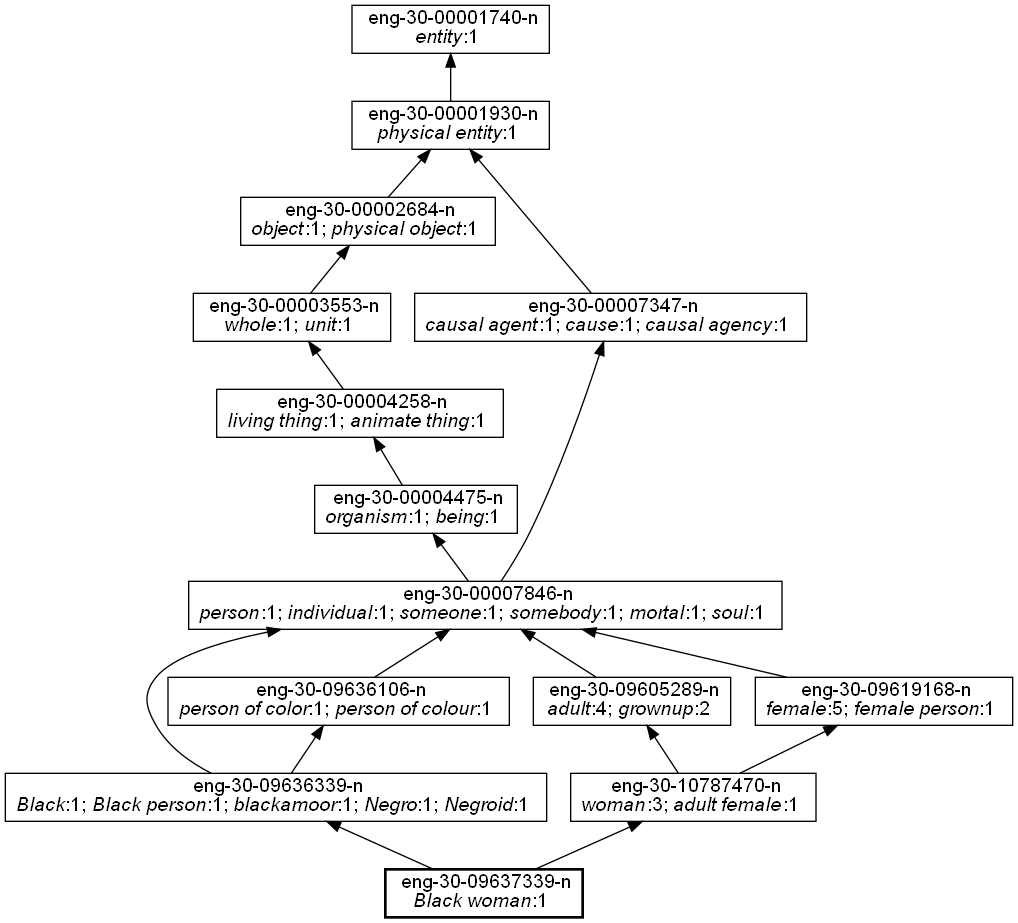 eng-30-00001740-n
entity:1
eng-30-00001930-n
physical entity:1
eng-30-00002684-n
object:1; physical object:1
eng-30-00003553-n
whole:1; unit:1
eng-30-00007347-n
causal agent:1; cause:1; causal agency:1
eng-30-00004258-n
living thing:1; animate thing:1
eng-30-00004475-n
organism:1; being:1
eng-30-00007846-n
person:1; individual:1; someone:1; somebody:1; mortal:1; soul:1
eng-30-09636106-n
person of color:1; person of colour:1
eng-30-09605289-n
adult:4; grownup:2
eng-30-09619168-n
female:5; female person:1
eng-30-09636339-n
Black:1; Black person:1; blackamoor:1; Negro:1; Negroid:1
eng-30-10787470-n
woman:3; adult female:1
eng-30-09637339-n
Black woman:1